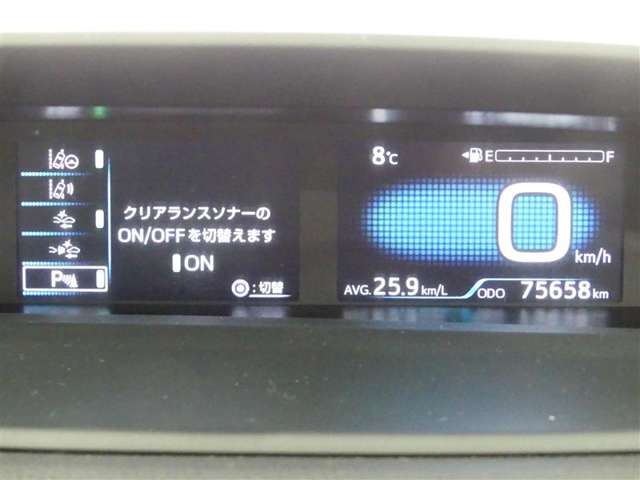 クリアランスソナーの
ON/OFFを切替えます
ON
:切替
P
8℃
E F
0 km/h
AVG. 25.9 km/L
ODO 75658 km